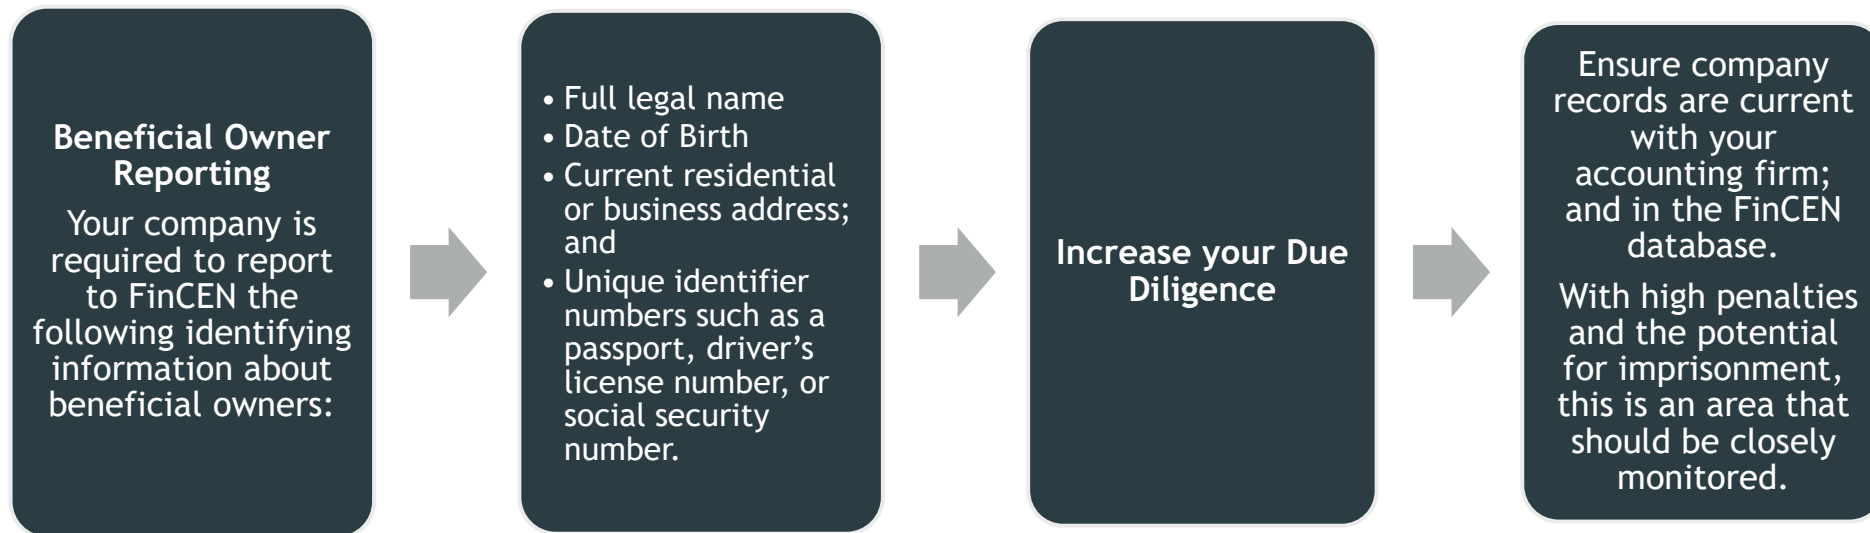 Beneficial Owner
Reporting
Your company is
required to report
to FinCEN the
following identifying
information about
beneficial owners:
• Full legal name
• Date of Birth
• Current residential
or business address;
and
• Unique identifier
numbers such as a
passport, driver’s
license number, or
social security
number.
Increase your Due
Diligence
Ensure company
records are current
with your
accounting firm;
and in the FinCEN
database.
With high penalties
and the potential
for imprisonment,
this is an area that
should be closely
monitored.